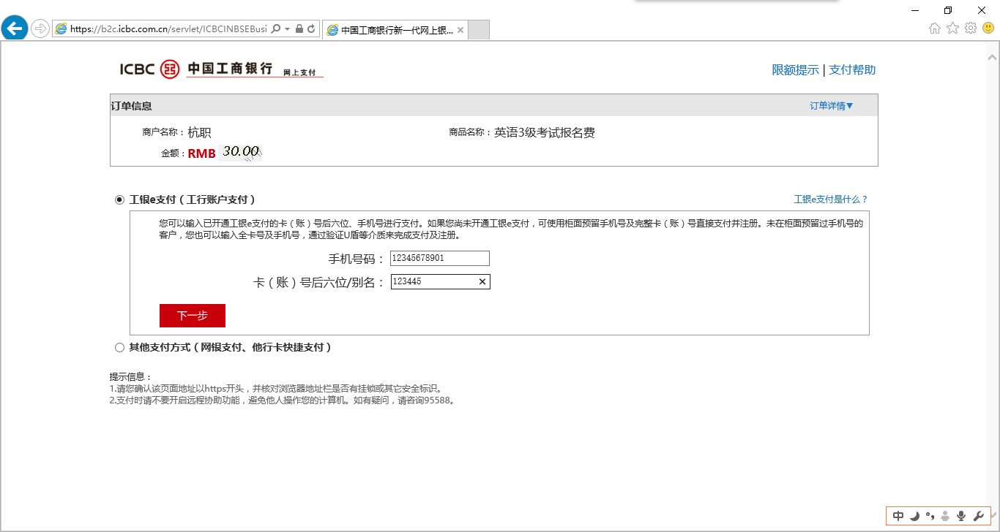 https://b2c.icbc.com.cn/servlet/ICBCINBSEBusi
中国工商银行新一代网上银...
ICBC 中国工商银行 网上支付
限额提示 | 支付帮助
订单信息 订单详情▼
商户名称：杭职 商品名称：英语3级考试报名费
金额：RMB 30.00
工银e支付（工行账户支付） 工银e支付是什么？
您可以输入已开通工银e支付的卡（账）号后六位、手机号进行支付。如果您尚未开通工银e支付，可使用柜面预留手机号及完整卡（账）号直接支付并注册。未在柜面预留过手机号的
客户，您也可以输入全卡号及手机号，通过验证U盾等介质来完成支付及注册。
手机号码： 12345678901
卡（账）号后六位/别名： 123445
下一步
其他支付方式（网银支付、他行卡快捷支付）
提示信息：
1.请您确认该页面地址以https开头，并核对浏览器地址栏是否有挂锁或其它安全标识。
2.支付时请不要开启远程协助功能，避免他人操作您的计算机。如有疑问，请咨询95588。
中